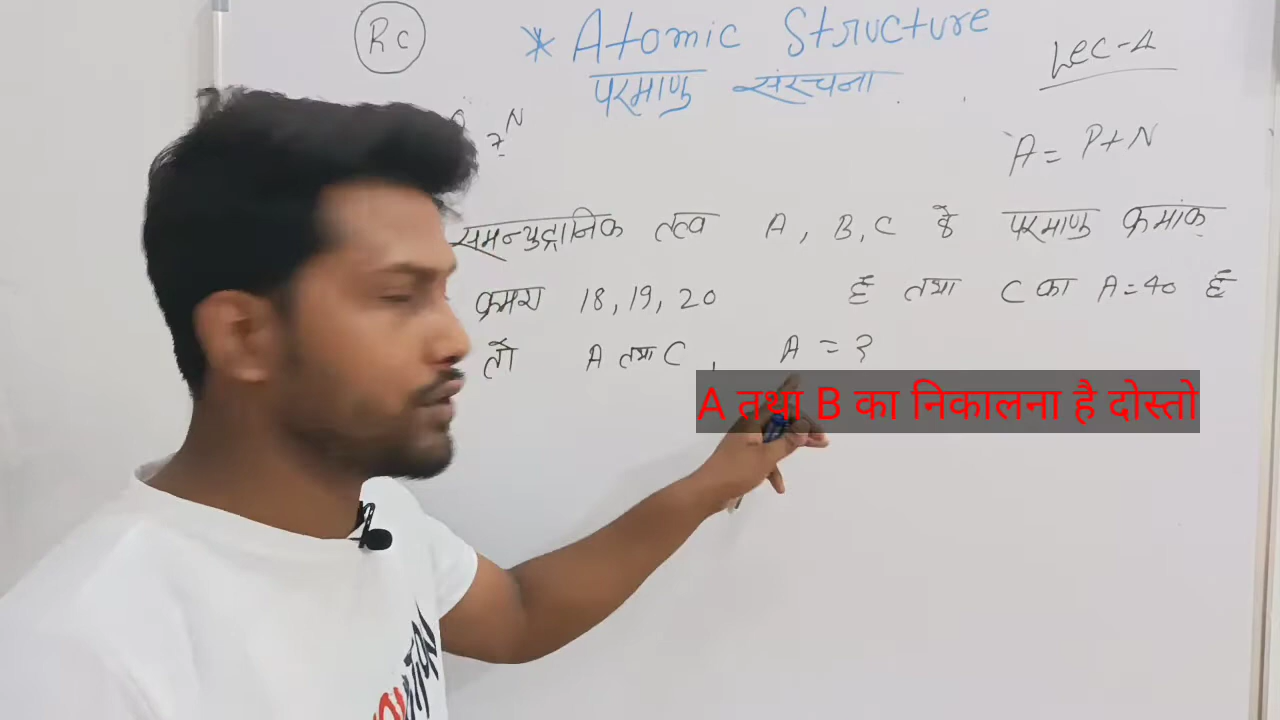 Rc
* Atomic Structure
परमाणु संरचना
Lec-4
Z^N
A = P+N
समन्युट्रानिक तत्व A, B, C के परमाणु क्रमांक
क्रमश 18, 19, 20 हैं तथा C का A=40 है
तो A तथा C, A = ?
A तथा B का निकालना है दोस्तो